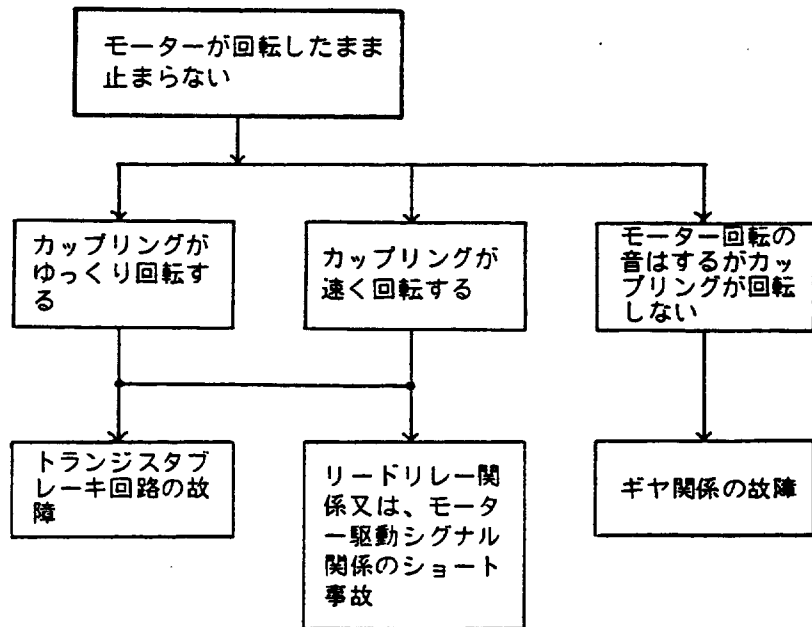 モーターが回転したまま
止まらない
カップリングが
ゆっくり回転す
る
カップリングが
速く回転する
モーター回転の
音はするがカッ
プリングが回転
しない
トランジスタブ
レーキ回路の故
障
リードリレー関
係又は、モータ
ー駆動シグナル
関係のショート
事故
ギヤ関係の故障